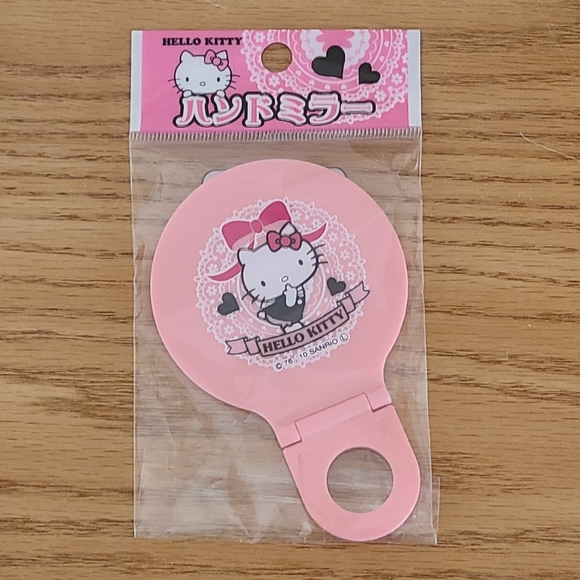 HELLO KITTY
ハンドミラー
HELLO KITTY
© '76, '10 SANRIO Ⓛ